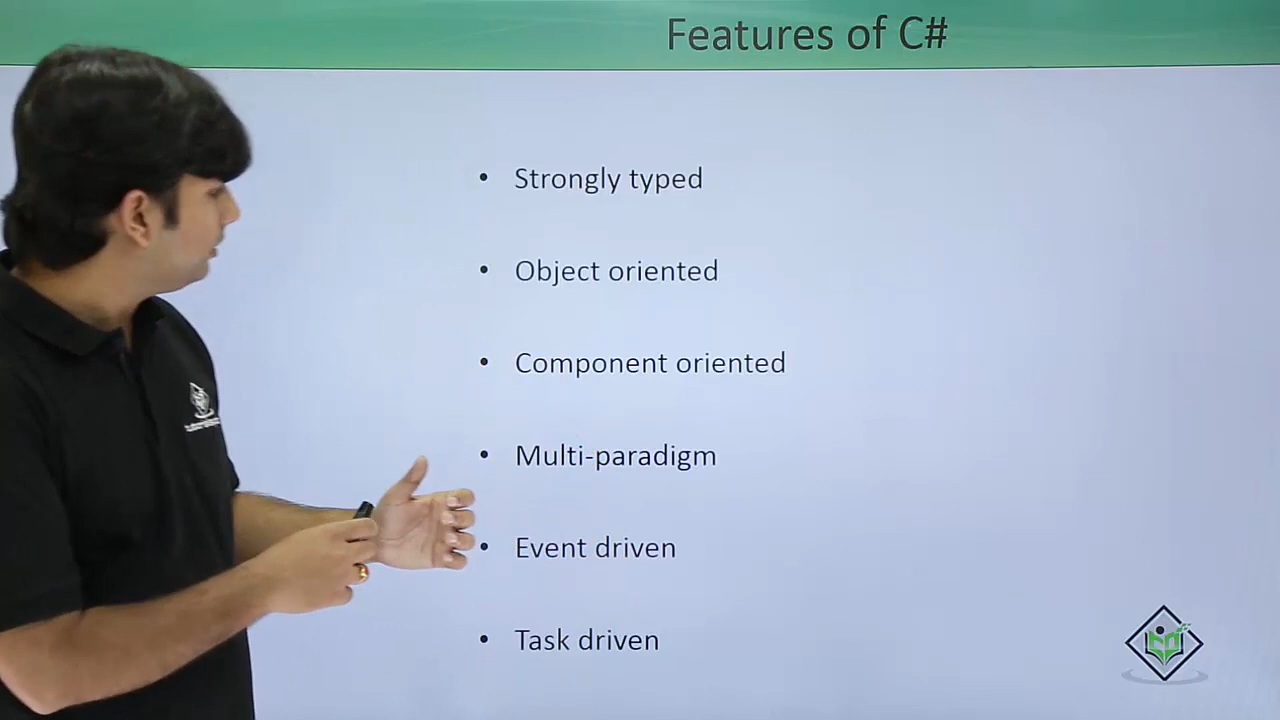 Features of C#
• Strongly typed
• Object oriented
• Component oriented
• Multi-paradigm
• Event driven
• Task driven